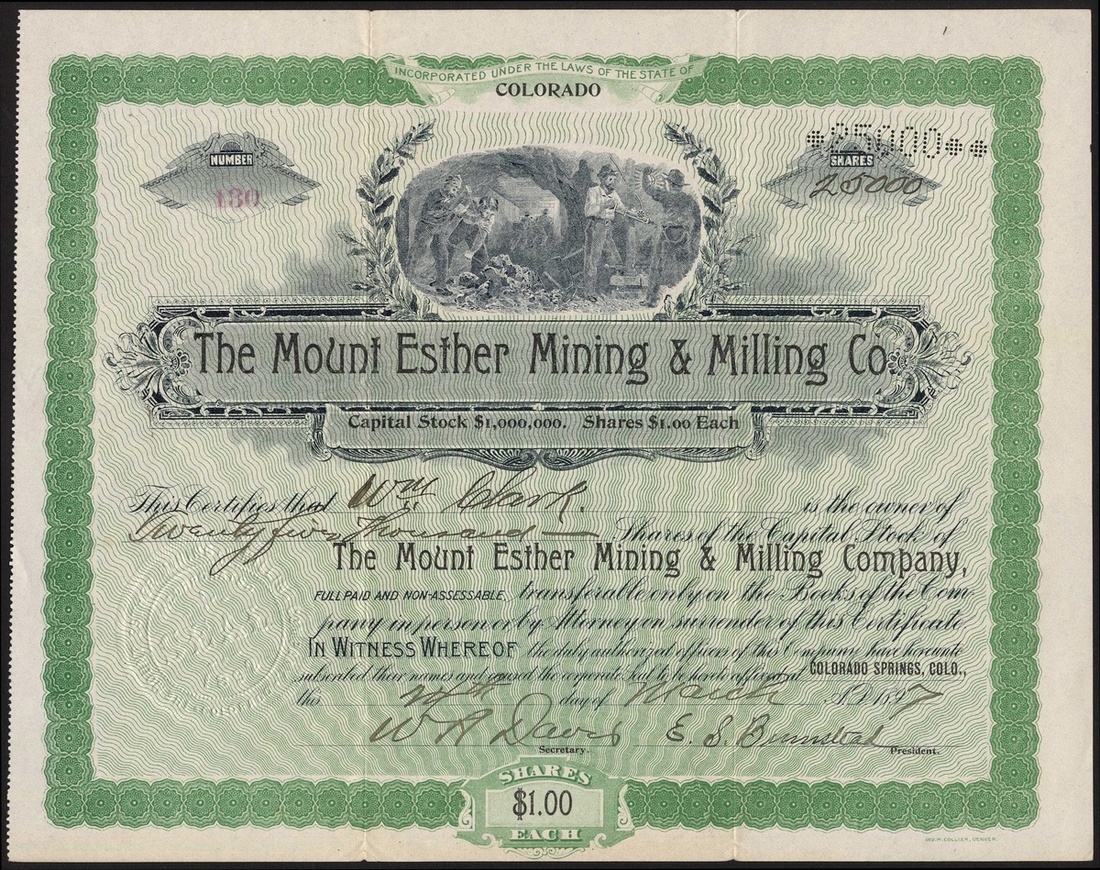 INCORPORATED UNDER THE LAWS OF THE STATE OF
COLORADO
NUMBER
130
*25000**
SHARES
25000
The Mount Esther Mining & Milling Co.
Capital Stock $1,000,000. Shares $1.00 Each
This Certifies that Wm. Clark. is the owner of
Twenty five Thousand Shares of the Capital Stock of
The Mount Esther Mining & Milling Company,
FULL PAID AND NON-ASSESSABLE, transferable only on the Books of the Com
pany in person or by Attorney on surrender of this Certificate
IN WITNESS WHEREOF the duly authorized officers of this Company have hereunto
subscribed their names and caused the corporate Seal to be hereto affixed at COLORADO SPRINGS, COLO.,
this day of March A.D. 1897
W A Davis Secretary. E. S. President.
SHARES
$1.00
EACH
GEO. H. COLLIER, DENVER.